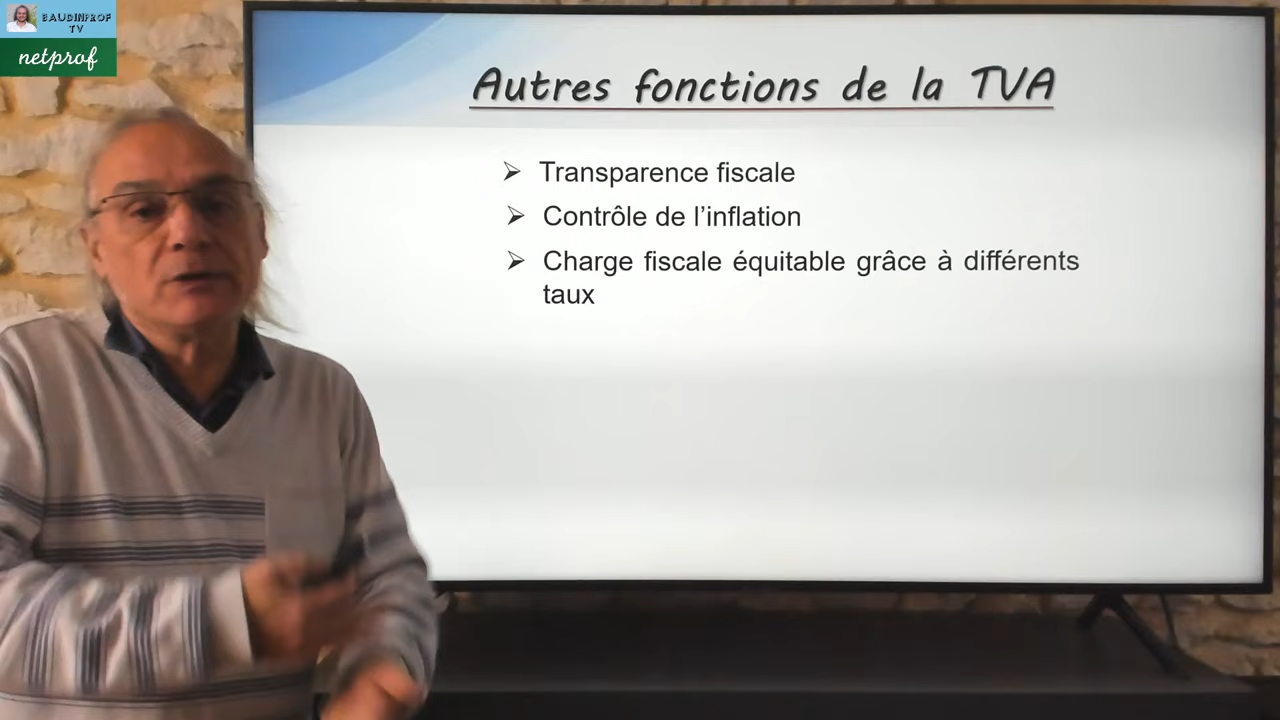 BAUDINPROF
TV
netprof
Autres fonctions de la TVA
➢ Transparence fiscale
➢ Contrôle de l'inflation
➢ Charge fiscale équitable grâce à différents
taux